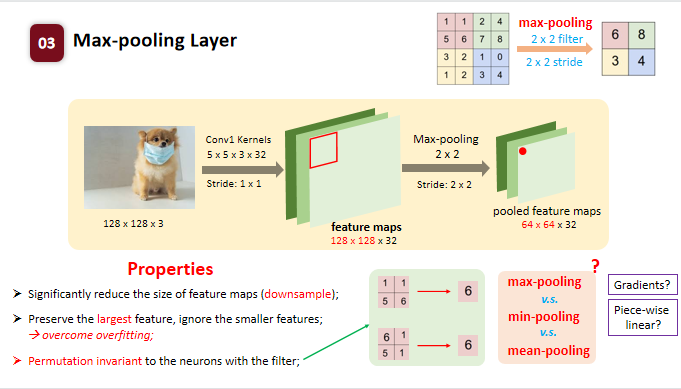 03
Max-pooling Layer
1 1 2 4
5 6 7 8
3 2 1 0
1 2 3 4
max-pooling
2 x 2 filter
2 x 2 stride
6 8
3 4
128 x 128 x 3
Conv1 Kernels
5 x 5 x 3 x 32
Stride: 1 x 1
feature maps
128 x 128 x 32
Max-pooling
2 x 2
Stride: 2 x 2
pooled feature maps
64 x 64 x 32
Properties
➢ Significantly reduce the size of feature maps (downsample);
➢ Preserve the largest feature, ignore the smaller features;
→ overcome overfitting;
➢ Permutation invariant to the neurons with the filter;
1 1
5 6
6
6 1
5 1
6
?
max-pooling
v.s.
min-pooling
v.s.
mean-pooling
Gradients?
Piece-wise
linear?